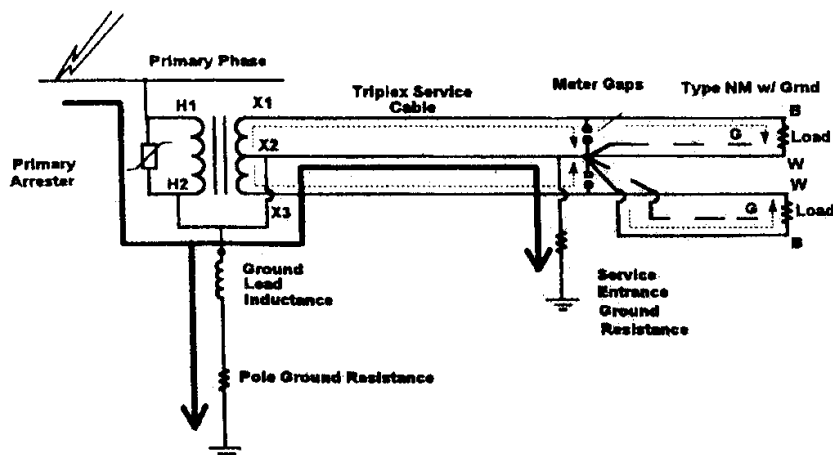 Primary Phase
H1
X1
Triplex Service
Cable
Meter Gaps
Type NM w/ Grnd
B
G
Load
X2
W
Primary
Arrester
H2
X3
W
G
Load
B
Ground
Lead
Inductance
Service
Entrance
Ground
Resistance
Pole Ground Resistance